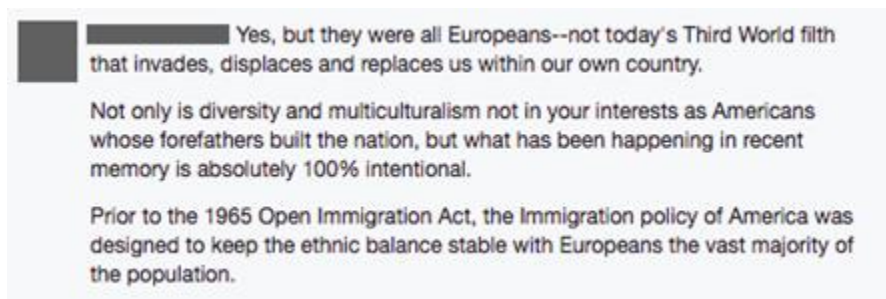 Yes, but they were all Europeans--not today's Third World filth
that invades, displaces and replaces us within our own country.
Not only is diversity and multiculturalism not in your interests as Americans
whose forefathers built the nation, but what has been happening in recent
memory is absolutely 100% intentional.
Prior to the 1965 Open Immigration Act, the Immigration policy of America was
designed to keep the ethnic balance stable with Europeans the vast majority of
the population.